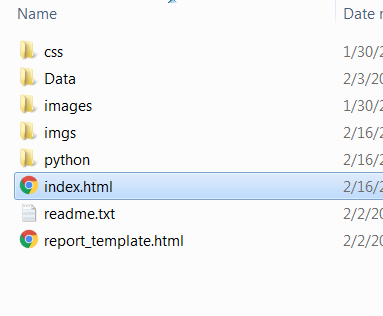 Name Date r
css 1/30/2
Data 2/3/20
images 1/30/2
imgs 2/16/2
python 2/16/2
index.html 2/16/2
readme.txt 2/2/20
report_template.html 2/2/20